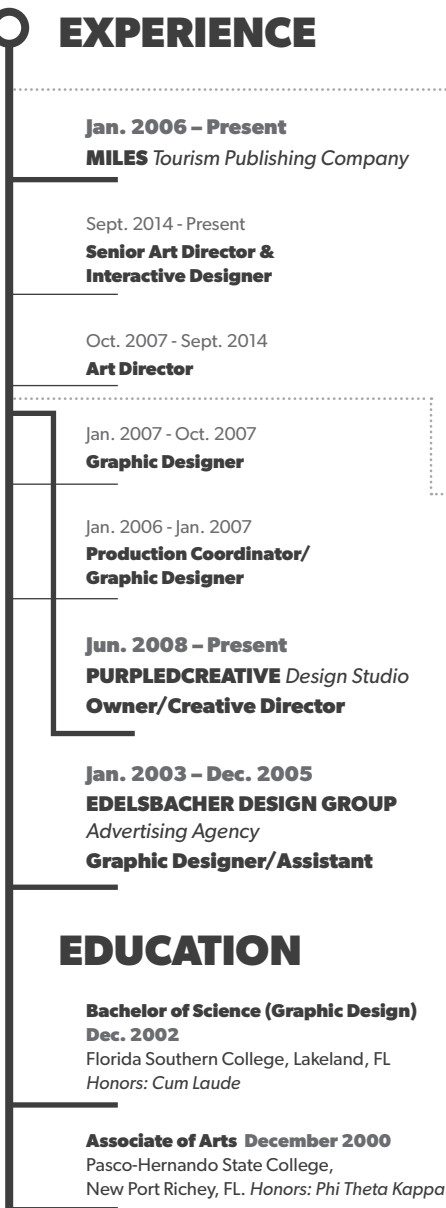 EXPERIENCE
Jan. 2006 – Present
MILES Tourism Publishing Company
Sept. 2014 - Present
Senior Art Director &
Interactive Designer
Oct. 2007 - Sept. 2014
Art Director
Jan. 2007 - Oct. 2007
Graphic Designer
Jan. 2006 - Jan. 2007
Production Coordinator/
Graphic Designer
Jun. 2008 – Present
PURPLEDCREATIVE Design Studio
Owner/Creative Director
Jan. 2003 – Dec. 2005
EDELSBACHER DESIGN GROUP
Advertising Agency
Graphic Designer/Assistant
EDUCATION
Bachelor of Science (Graphic Design)
Dec. 2002
Florida Southern College, Lakeland, FL
Honors: Cum Laude
Associate of Arts December 2000
Pasco-Hernando State College,
New Port Richey, FL. Honors: Phi Theta Kappa